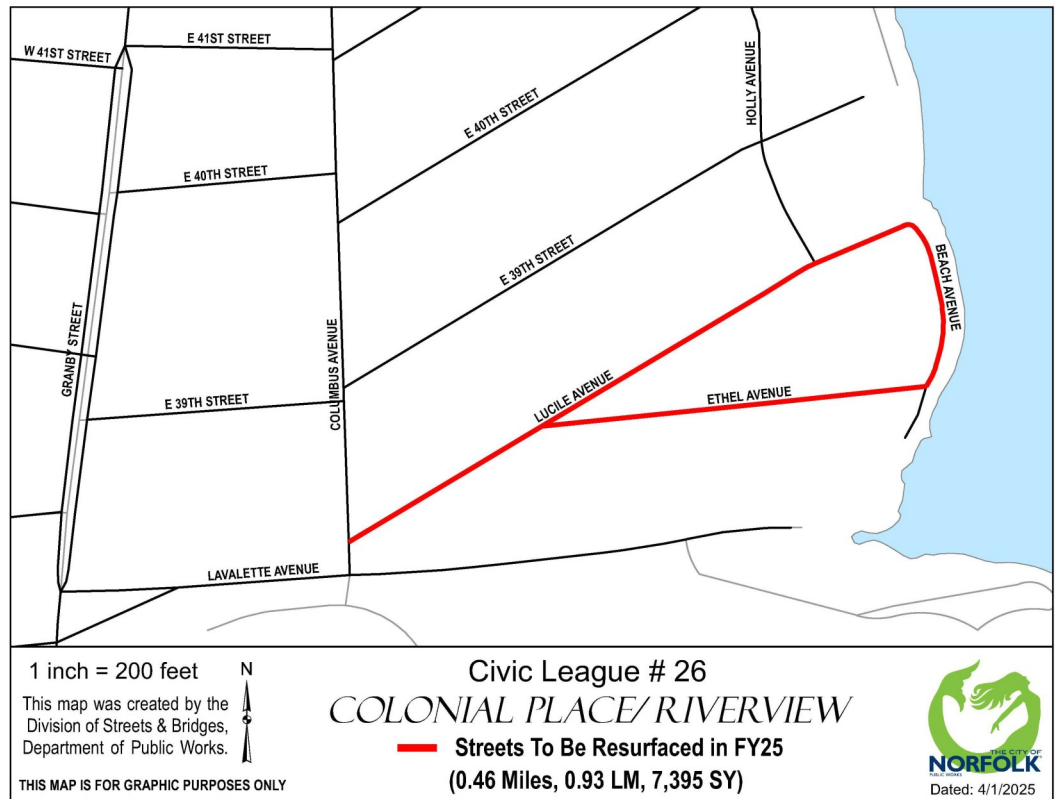 E 41ST STREET
W 41ST STREET
HOLLY AVENUE
E 40TH STREET
E 40TH STREET
E 39TH STREET
BEACH AVENUE
GRANBY STREET
COLUMBUS AVENUE
E 39TH STREET
LUCILE AVENUE
ETHEL AVENUE
LAVALETTE AVENUE
1 inch = 200 feet
N
This map was created by the
Division of Streets & Bridges,
Department of Public Works.
THIS MAP IS FOR GRAPHIC PURPOSES ONLY
Civic League # 26
COLONIAL PLACE/ RIVERVIEW
Streets To Be Resurfaced in FY25
(0.46 Miles, 0.93 LM, 7,395 SY)
THE CITY OF
NORFOLK
PUBLIC WORKS
Dated: 4/1/2025